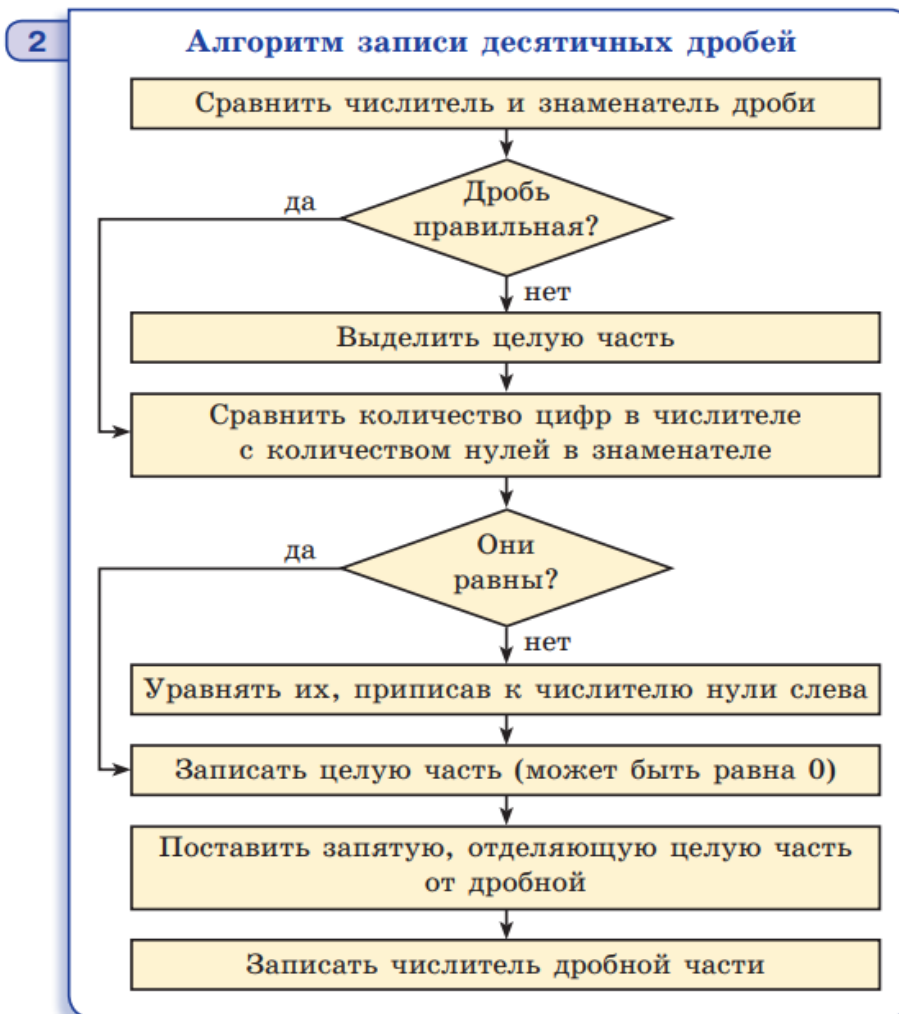 2
Алгоритм записи десятичных дробей
Сравнить числитель и знаменатель дроби
Дробь
правильная?
да
нет
Выделить целую часть
Сравнить количество цифр в числителе
с количеством нулей в знаменателе
Они
равны?
да
нет
Уравнять их, приписав к числителю нули слева
Записать целую часть (может быть равна 0)
Поставить запятую, отделяющую целую часть
от дробной
Записать числитель дробной части